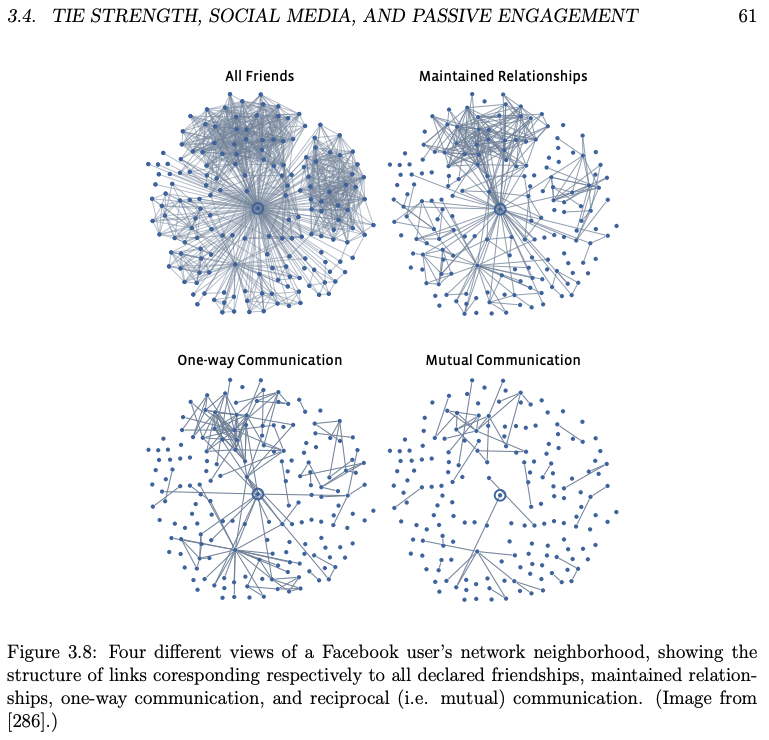 3.4. TIE STRENGTH, SOCIAL MEDIA, AND PASSIVE ENGAGEMENT 61
All Friends
Maintained Relationships
One-way Communication
Mutual Communication
Figure 3.8: Four different views of a Facebook user's network neighborhood, showing the
structure of links coresponding respectively to all declared friendships, maintained relation-
ships, one-way communication, and reciprocal (i.e. mutual) communication. (Image from
[286].)